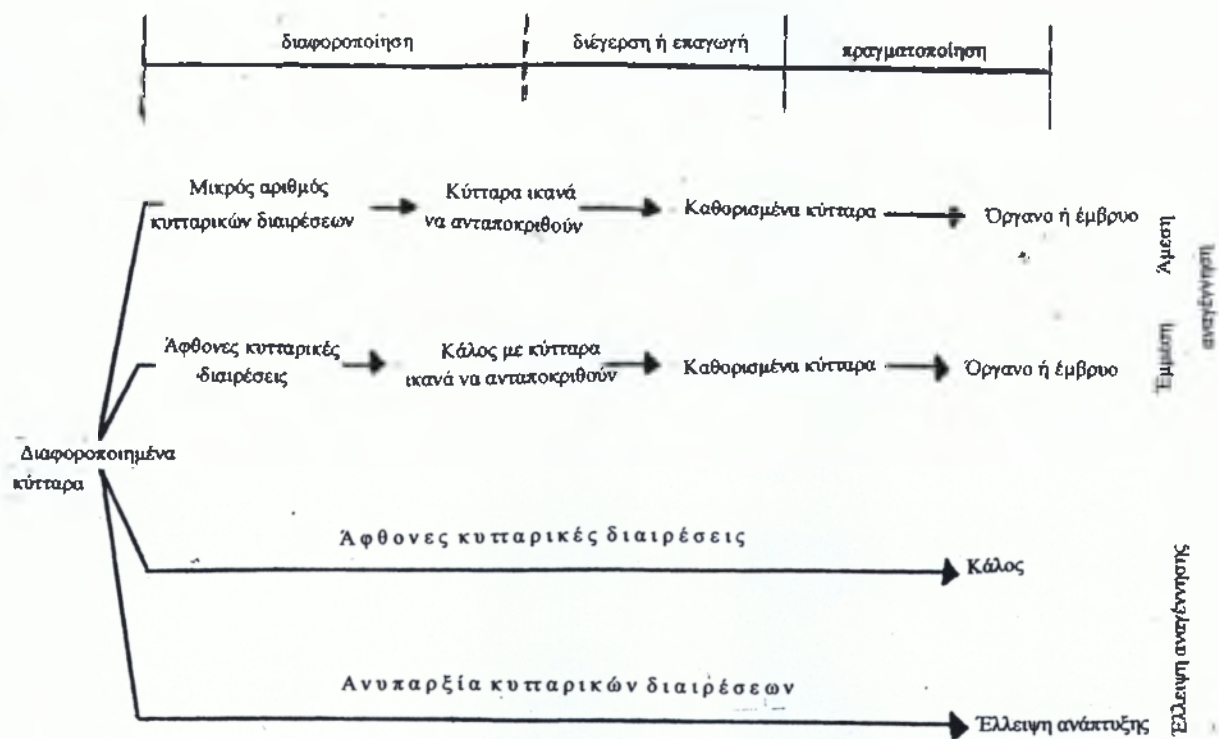 διαφοροποίηση
διέγερση ή επαγωγή
πραγματοποίηση
Μικρός αριθμός
κυτταρικών διαιρέσεων
Κύτταρα ικανά
να ανταποκριθούν
Καθορισμένα κύτταρα
Όργανο ή έμβρυο
Άμεση
Άφθονες κυτταρικές
διαιρέσεις
Κάλος με κύτταρα
ικανά να ανταποκριθούν
Καθορισμένα κύτταρα
Όργανο ή έμβρυο
Έμμεση
αναγέννηση
Διαφοροποιημένα
κύτταρα
Άφθονες κυτταρικές διαιρέσεις
Κάλος
Ανυπαρξία κυτταρικών διαιρέσεων
Έλλειψη ανάπτυξης
Έλλειψη αναγέννησης